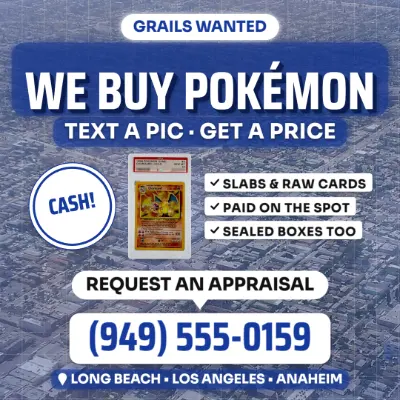 GRAILS WANTED
WE BUY POKÉMON
TEXT A PIC · GET A PRICE
CASH!
✓ SLABS & RAW CARDS
✓ PAID ON THE SPOT
✓ SEALED BOXES TOO
REQUEST AN APPRAISAL
(949) 555-0159
LONG BEACH • LOS ANGELES • ANAHEIM